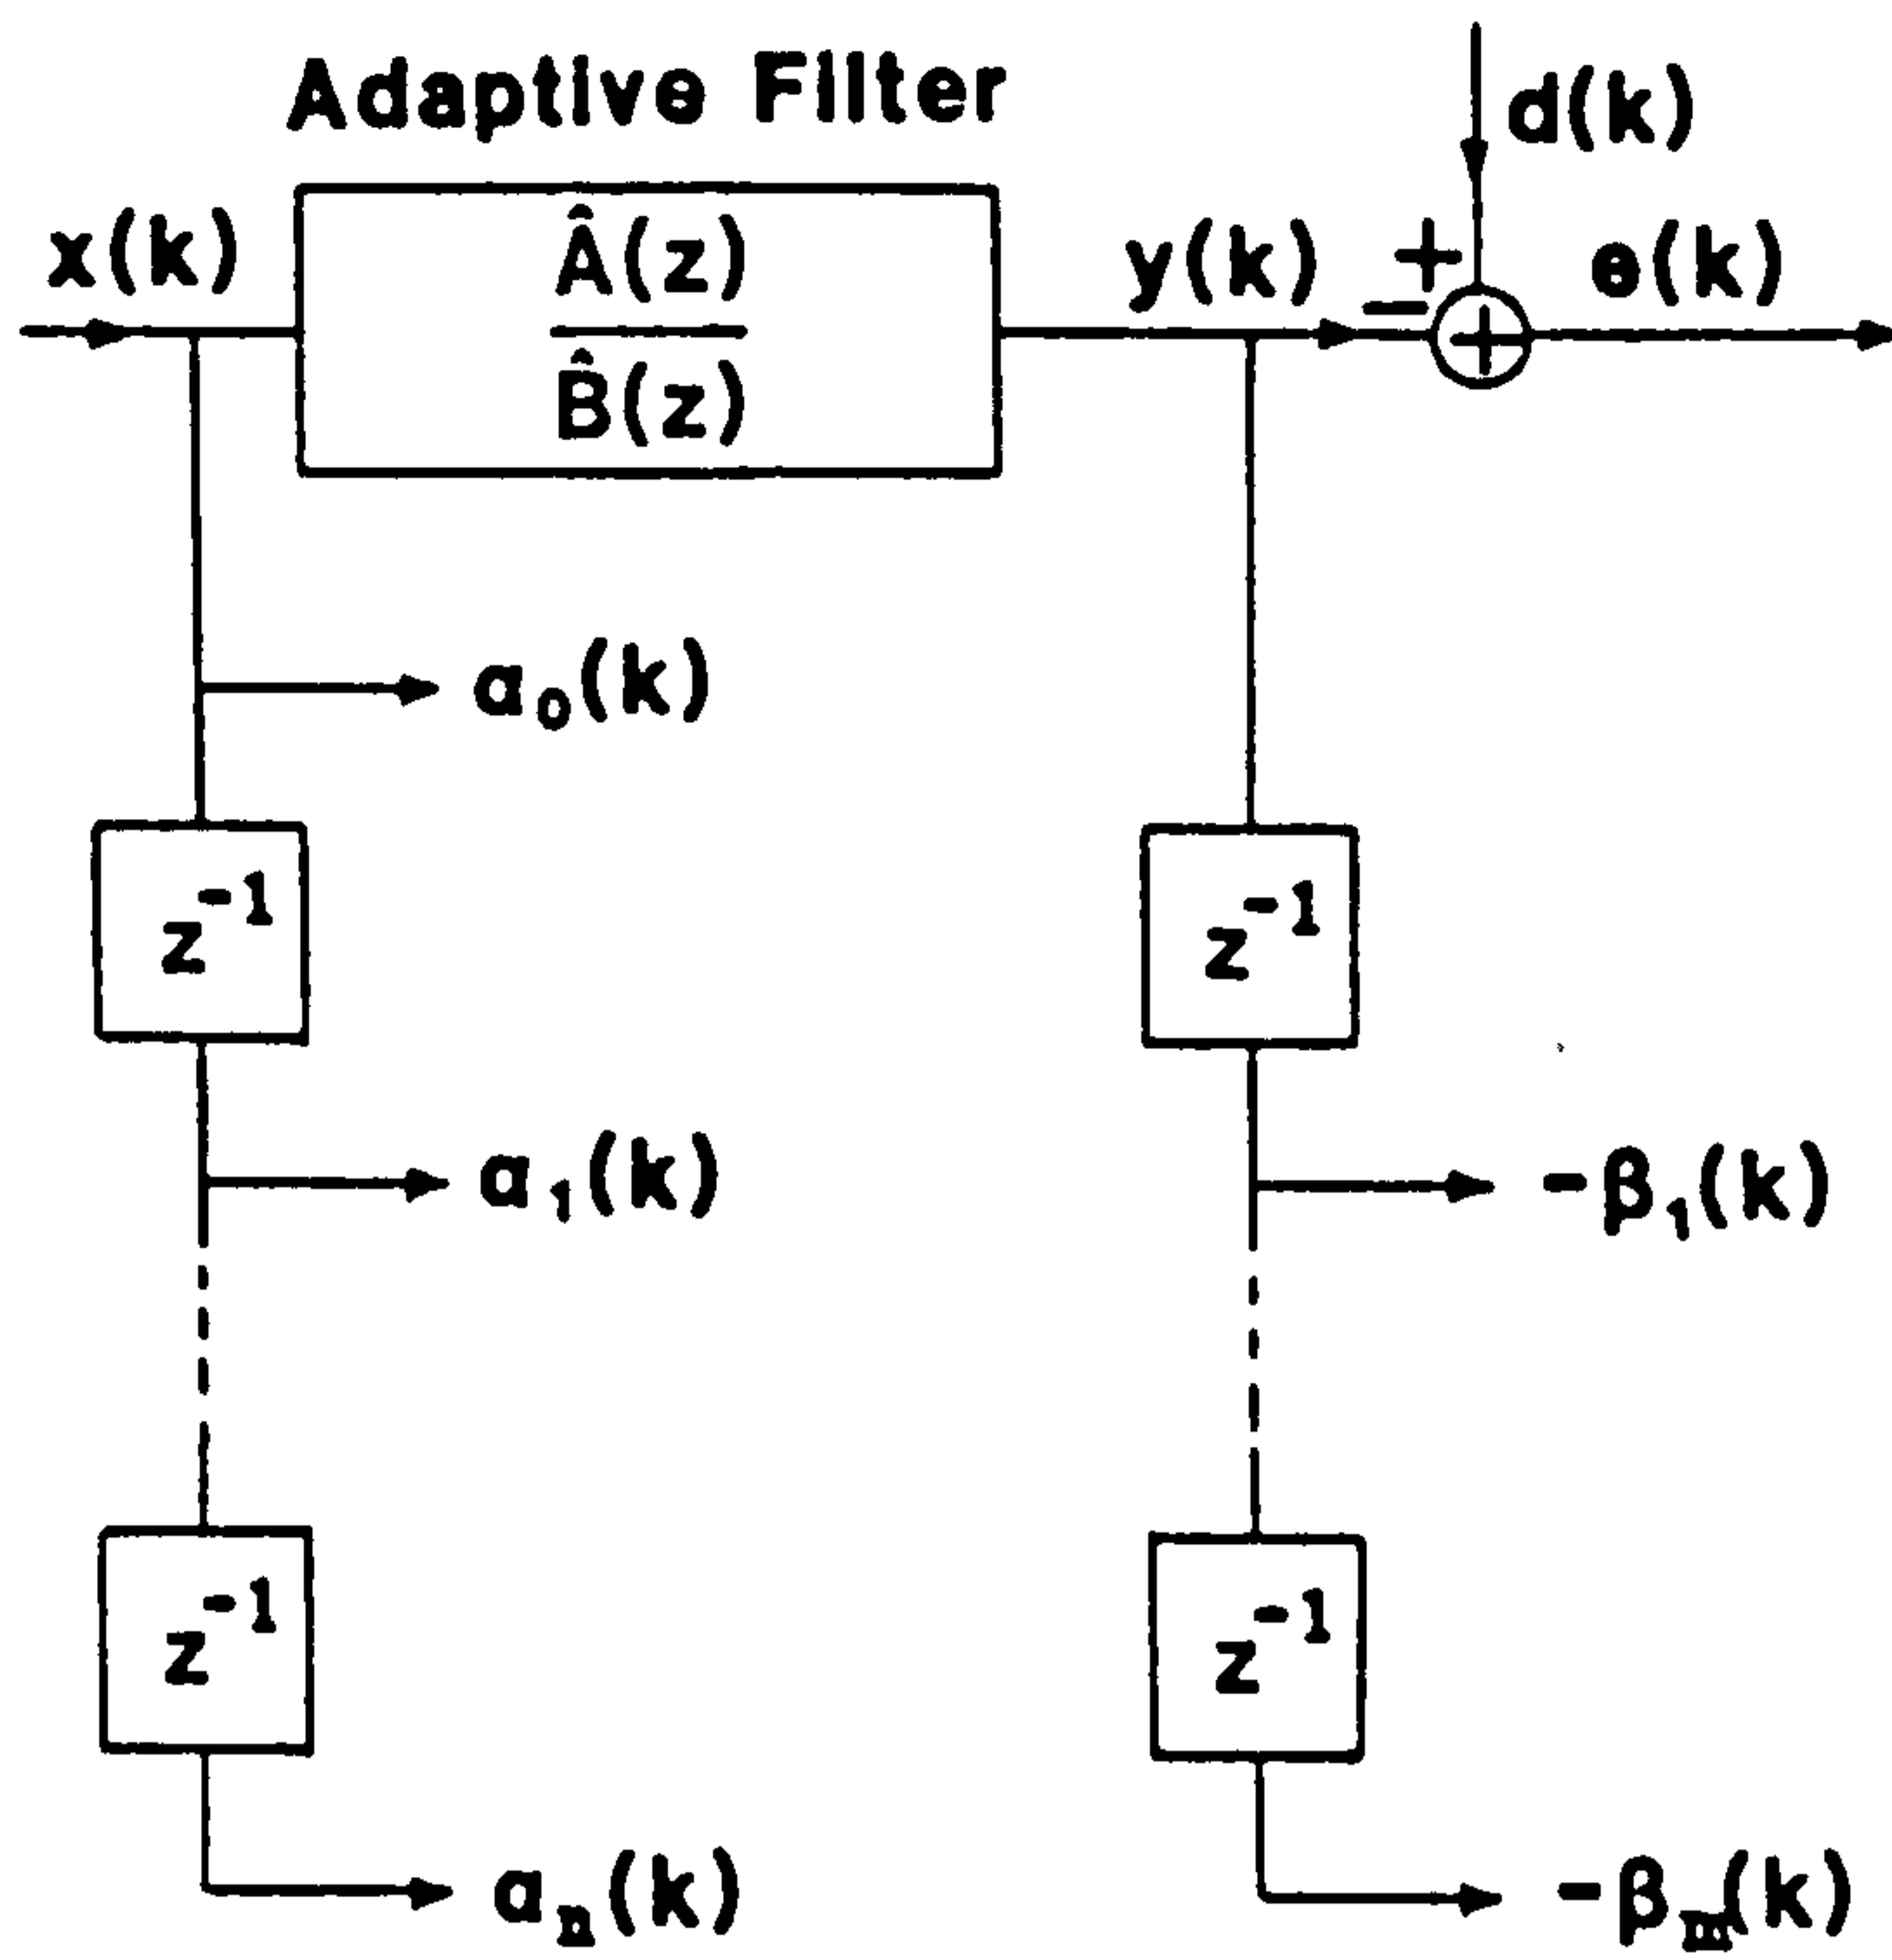 Adaptive Filter
d(k)
x(k)
Â(z)
B̂(z)
y(k)
+
−
+
e(k)
α₀(k)
z⁻¹
z⁻¹
α₁(k)
−β₁(k)
z⁻¹
z⁻¹
αₙ(k)
−βₘ(k)